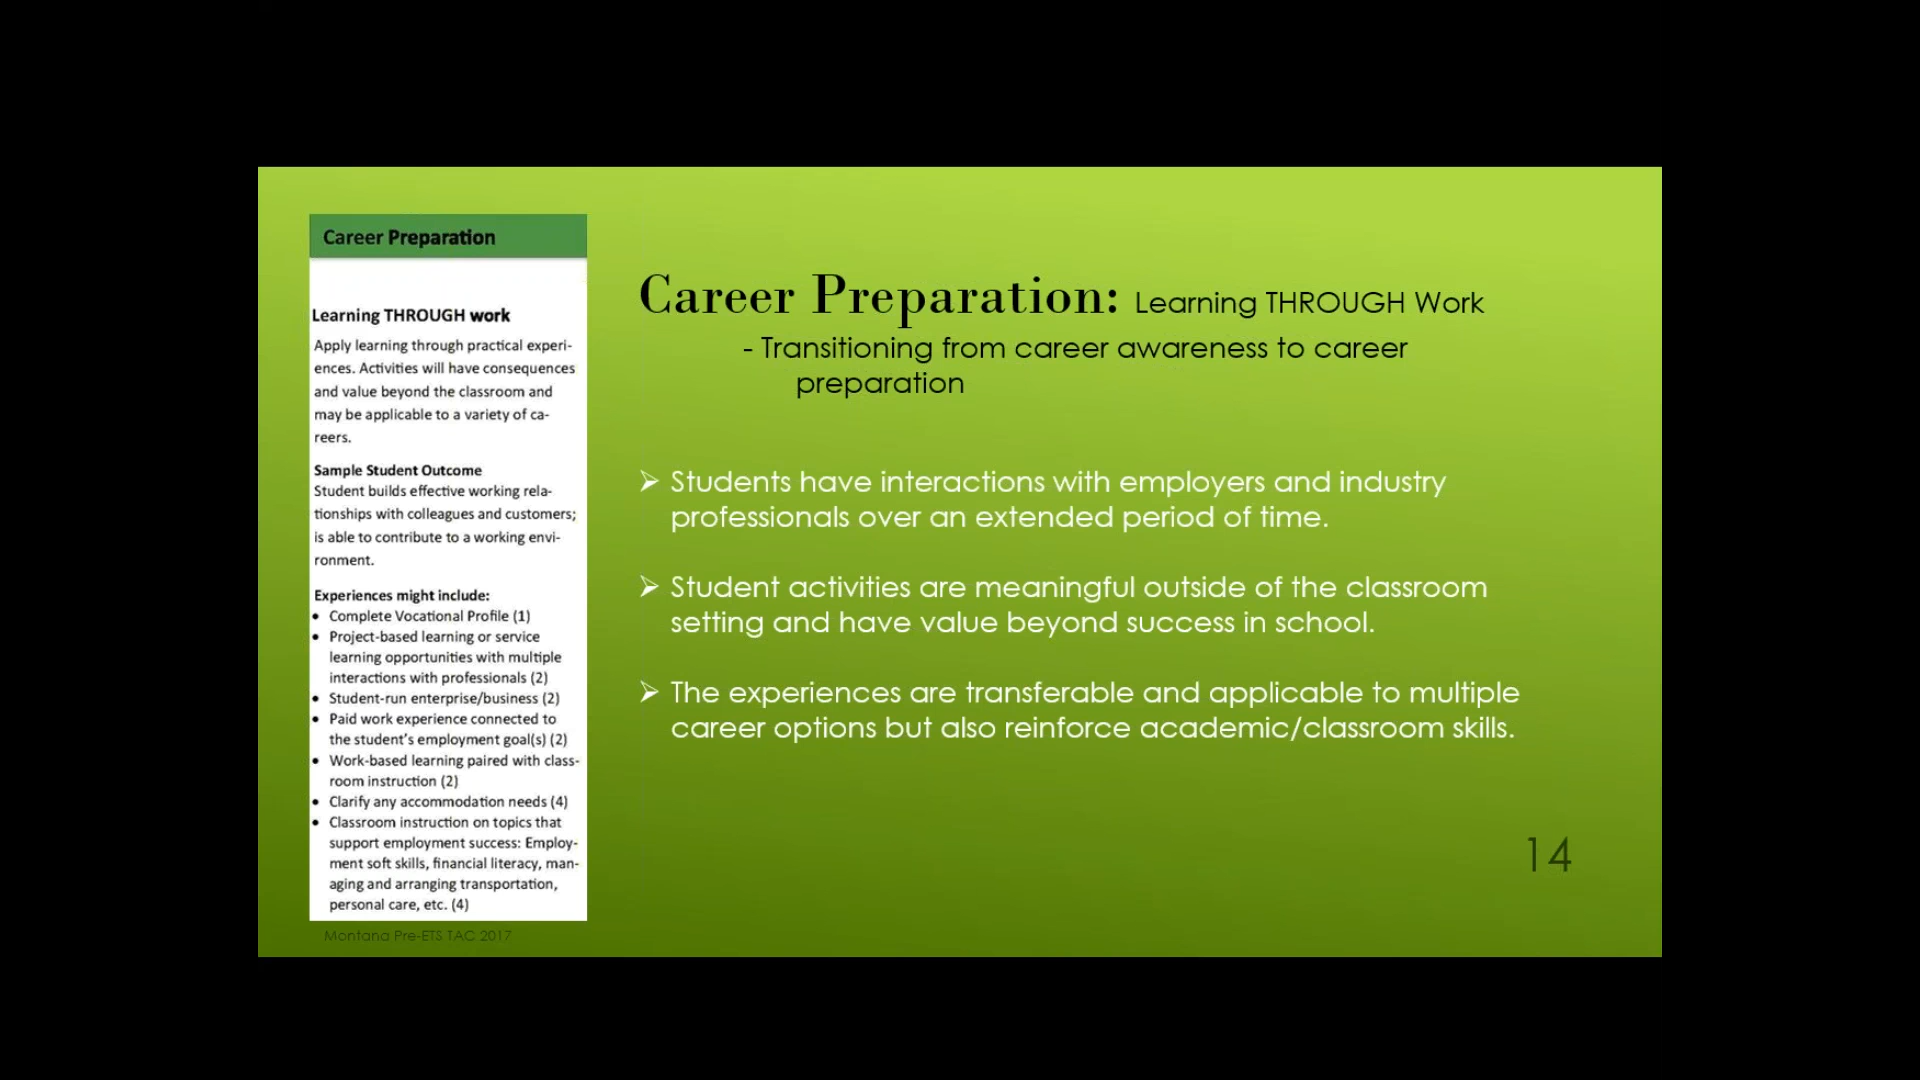 Career Preparation
Learning THROUGH work
Apply learning through practical experi-
ences. Activities will have consequences
and value beyond the classroom and
may be applicable to a variety of ca-
reers.
Sample Student Outcome
Student builds effective working rela-
tionships with colleagues and customers;
is able to contribute to a working envi-
ronment.
Experiences might include:
• Complete Vocational Profile (1)
• Project-based learning or service
learning opportunities with multiple
interactions with professionals (2)
• Student-run enterprise/business (2)
• Paid work experience connected to
the student's employment goal(s) (2)
• Work-based learning paired with class-
room instruction (2)
• Clarify any accommodation needs (4)
• Classroom instruction on topics that
support employment success: Employ-
ment soft skills, financial literacy, man-
aging and arranging transportation,
personal care, etc. (4)
Montana Pre-ETS TAC 2017
Career Preparation: Learning THROUGH Work
- Transitioning from career awareness to career
preparation
➢ Students have interactions with employers and industry
professionals over an extended period of time.
➢ Student activities are meaningful outside of the classroom
setting and have value beyond success in school.
➢ The experiences are transferable and applicable to multiple
career options but also reinforce academic/classroom skills.
14